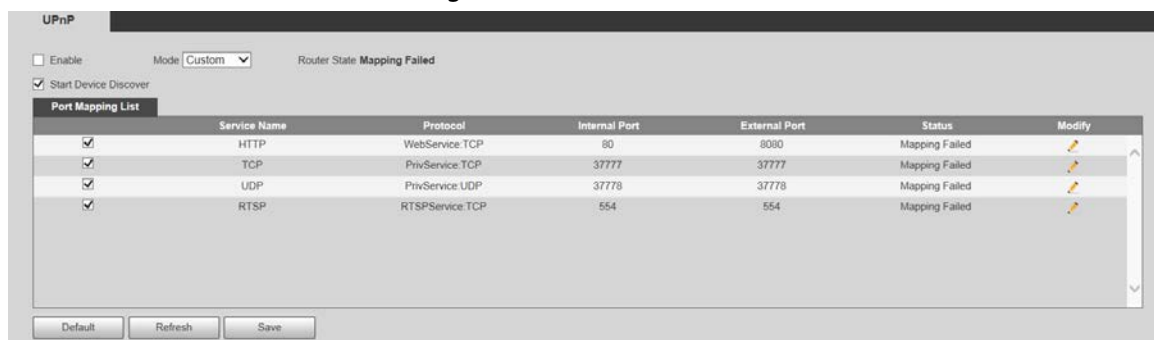 UPnP
Enable Mode Custom Router State Mapping Failed
Start Device Discover
Port Mapping List
Service Name Protocol Internal Port External Port Status Modify
HTTP WebService:TCP 80 8080 Mapping Failed
TCP PrivService:TCP 37777 37777 Mapping Failed
UDP PrivService:UDP 37778 37778 Mapping Failed
RTSP RTSPService:TCP 554 554 Mapping Failed
Default Refresh Save